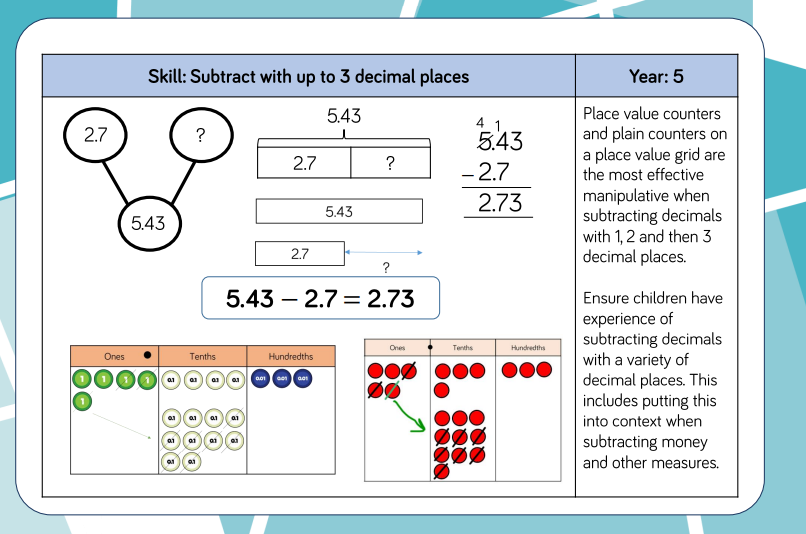 Skill: Subtract with up to 3 decimal places
Year: 5
2.7
?
5.43
5.43
2.7
?
5.43
2.7
?
4 1
5.43
− 2.7
2.73
5.43 − 2.7 = 2.73
Ones
Tenths
Hundredths
1 1 1 1
1
0.1 0.1 0.1 0.1
0.1 0.1 0.1 0.1
0.1 0.1 0.1 0.1
0.1 0.1
0.01 0.01 0.01
Ones
Tenths
Hundredths
Place value counters
and plain counters on
a place value grid are
the most effective
manipulative when
subtracting decimals
with 1, 2 and then 3
decimal places.
Ensure children have
experience of
subtracting decimals
with a variety of
decimal places. This
includes putting this
into context when
subtracting money
and other measures.